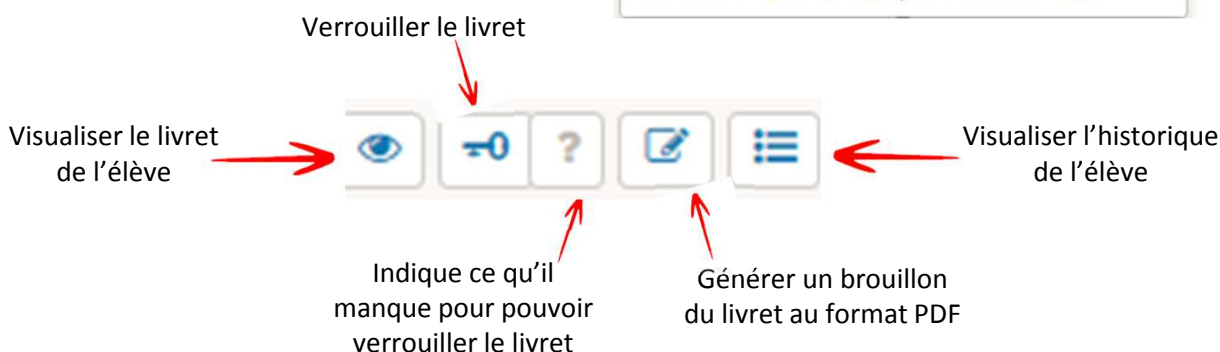 Verrouiller le livret
Visualiser le livret
de l’élève
?
Visualiser l’historique
de l’élève
Indique ce qu’il
manque pour pouvoir
verrouiller le livret
Générer un brouillon
du livret au format PDF